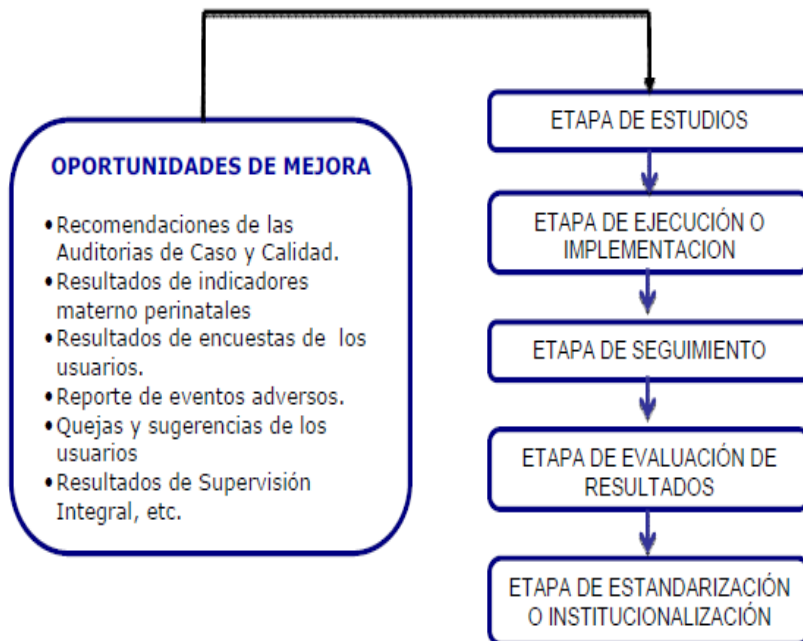 OPORTUNIDADES DE MEJORA
•Recomendaciones de las
Auditorias de Caso y Calidad.
•Resultados de indicadores
materno perinatales
•Resultados de encuestas de los
usuarios.
•Reporte de eventos adversos.
•Quejas y sugerencias de los
usuarios
•Resultados de Supervisión
Integral, etc.
ETAPA DE ESTUDIOS
ETAPA DE EJECUCIÓN O
IMPLEMENTACION
ETAPA DE SEGUIMIENTO
ETAPA DE EVALUACIÓN DE
RESULTADOS
ETAPA DE ESTANDARIZACIÓN
O INSTITUCIONALIZACIÓN